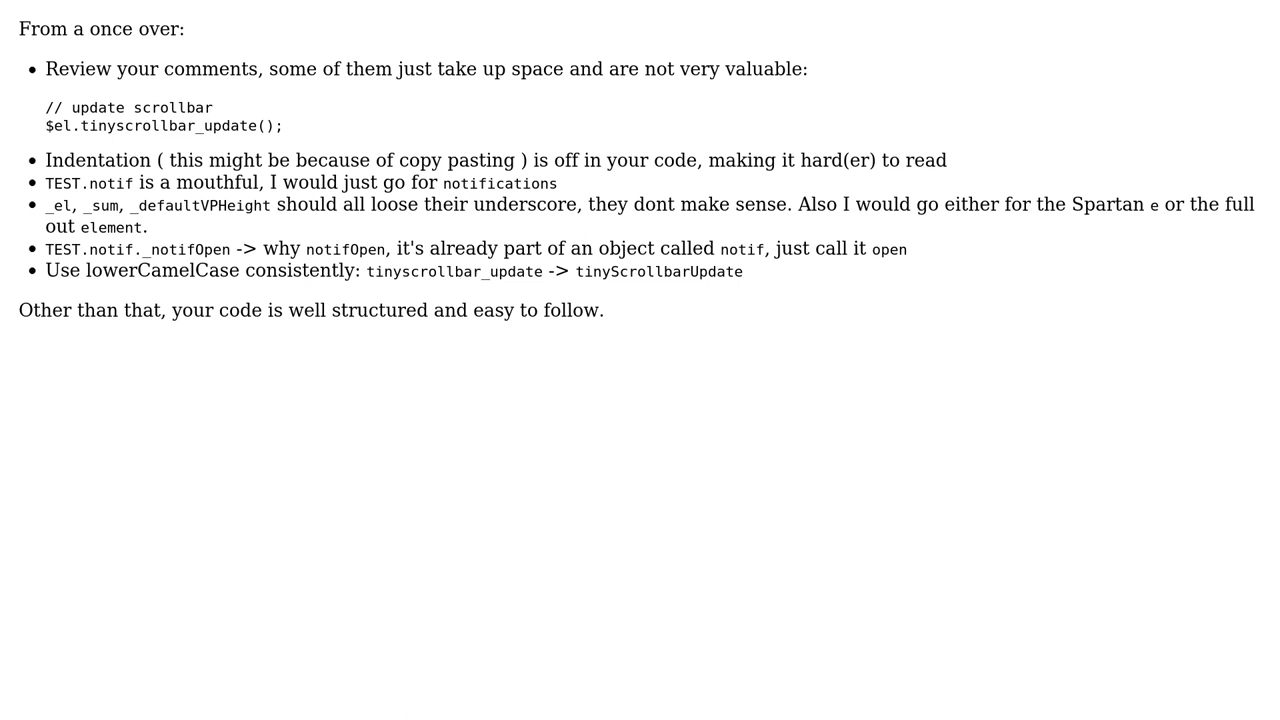 From a once over:
Review your comments, some of them just take up space and are not very valuable:
// update scrollbar
$el.tinyscrollbar_update();
Indentation ( this might be because of copy pasting ) is off in your code, making it hard(er) to read
TEST.notif is a mouthful, I would just go for notifications
_el, _sum, _defaultVPHeight should all loose their underscore, they dont make sense. Also I would go either for the Spartan e or the full
out element.
TEST.notif._notifOpen -> why notifOpen, it's already part of an object called notif, just call it open
Use lowerCamelCase consistently: tinyscrollbar_update -> tinyScrollbarUpdate
Other than that, your code is well structured and easy to follow.